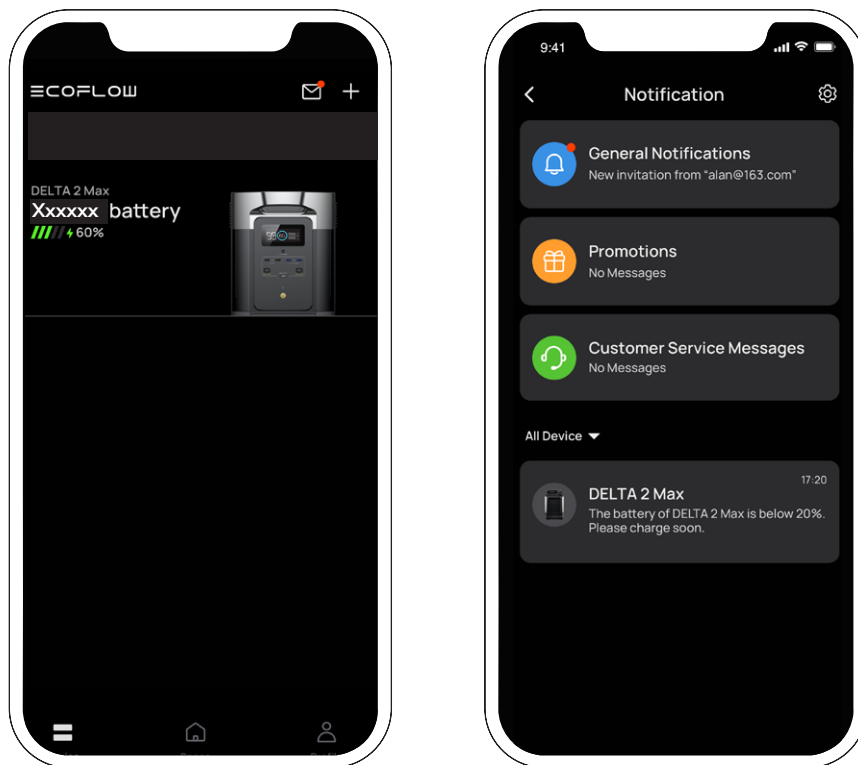 ECOFLOW
DELTA 2 Max
Xxxxxx battery
60%
9:41
Notification
General Notifications
New invitation from “alan@163.com”
Promotions
No Messages
Customer Service Messages
No Messages
All Device
17:20
DELTA 2 Max
The battery of DELTA 2 Max is below 20%.
Please charge soon.